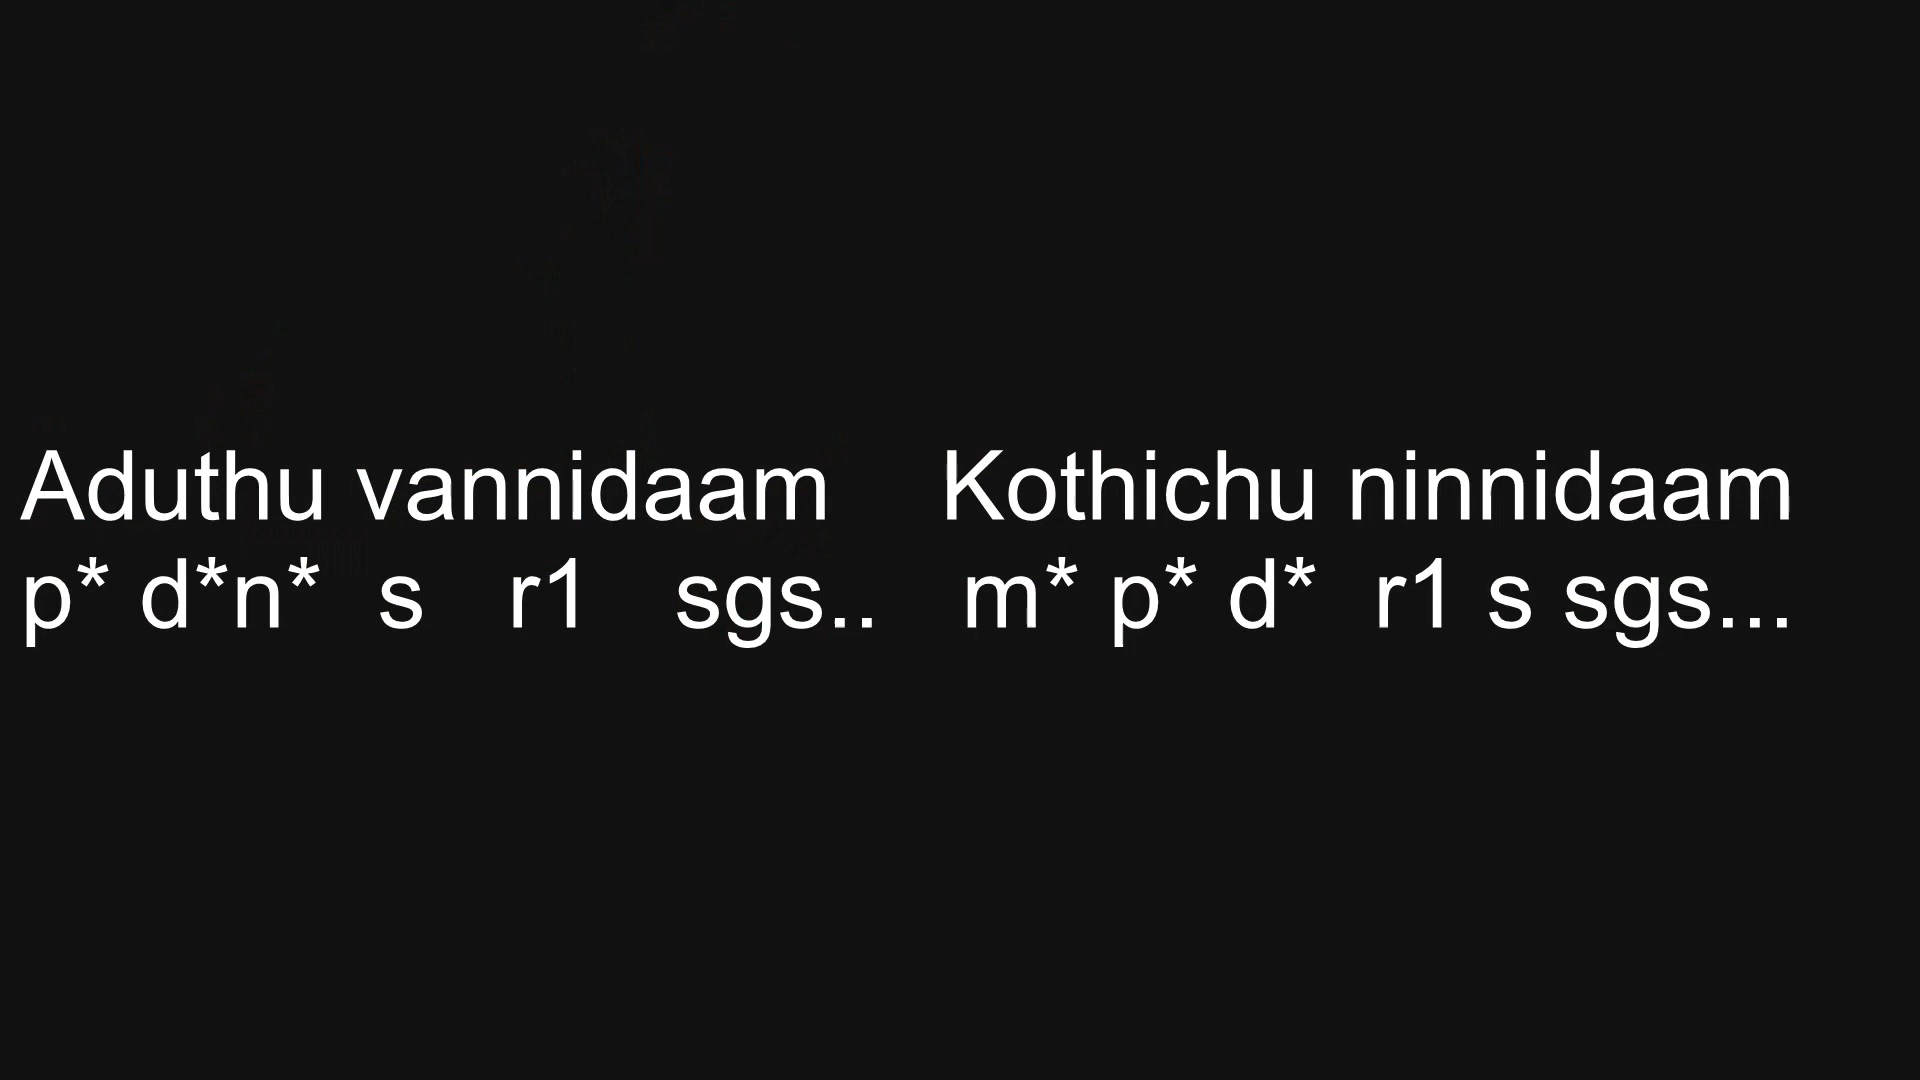 Aduthu vannidaam Kothichu ninnidaam
p* d*n* s r1 sgs.. m* p* d* r1 s sgs...